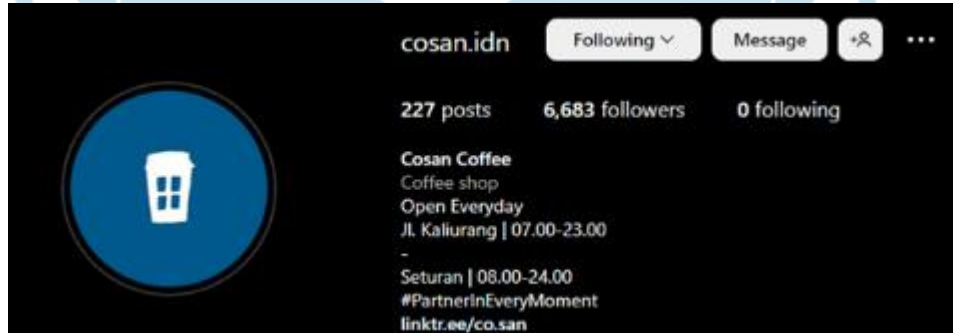 cosan.idn Following Message
227 posts 6,683 followers 0 following
Cosan Coffee
Coffee shop
Open Everyday
Jl. Kaliurang | 07.00-23.00
-
Seturan | 08.00-24.00
#PartnerInEveryMoment
linktr.ee/co.san